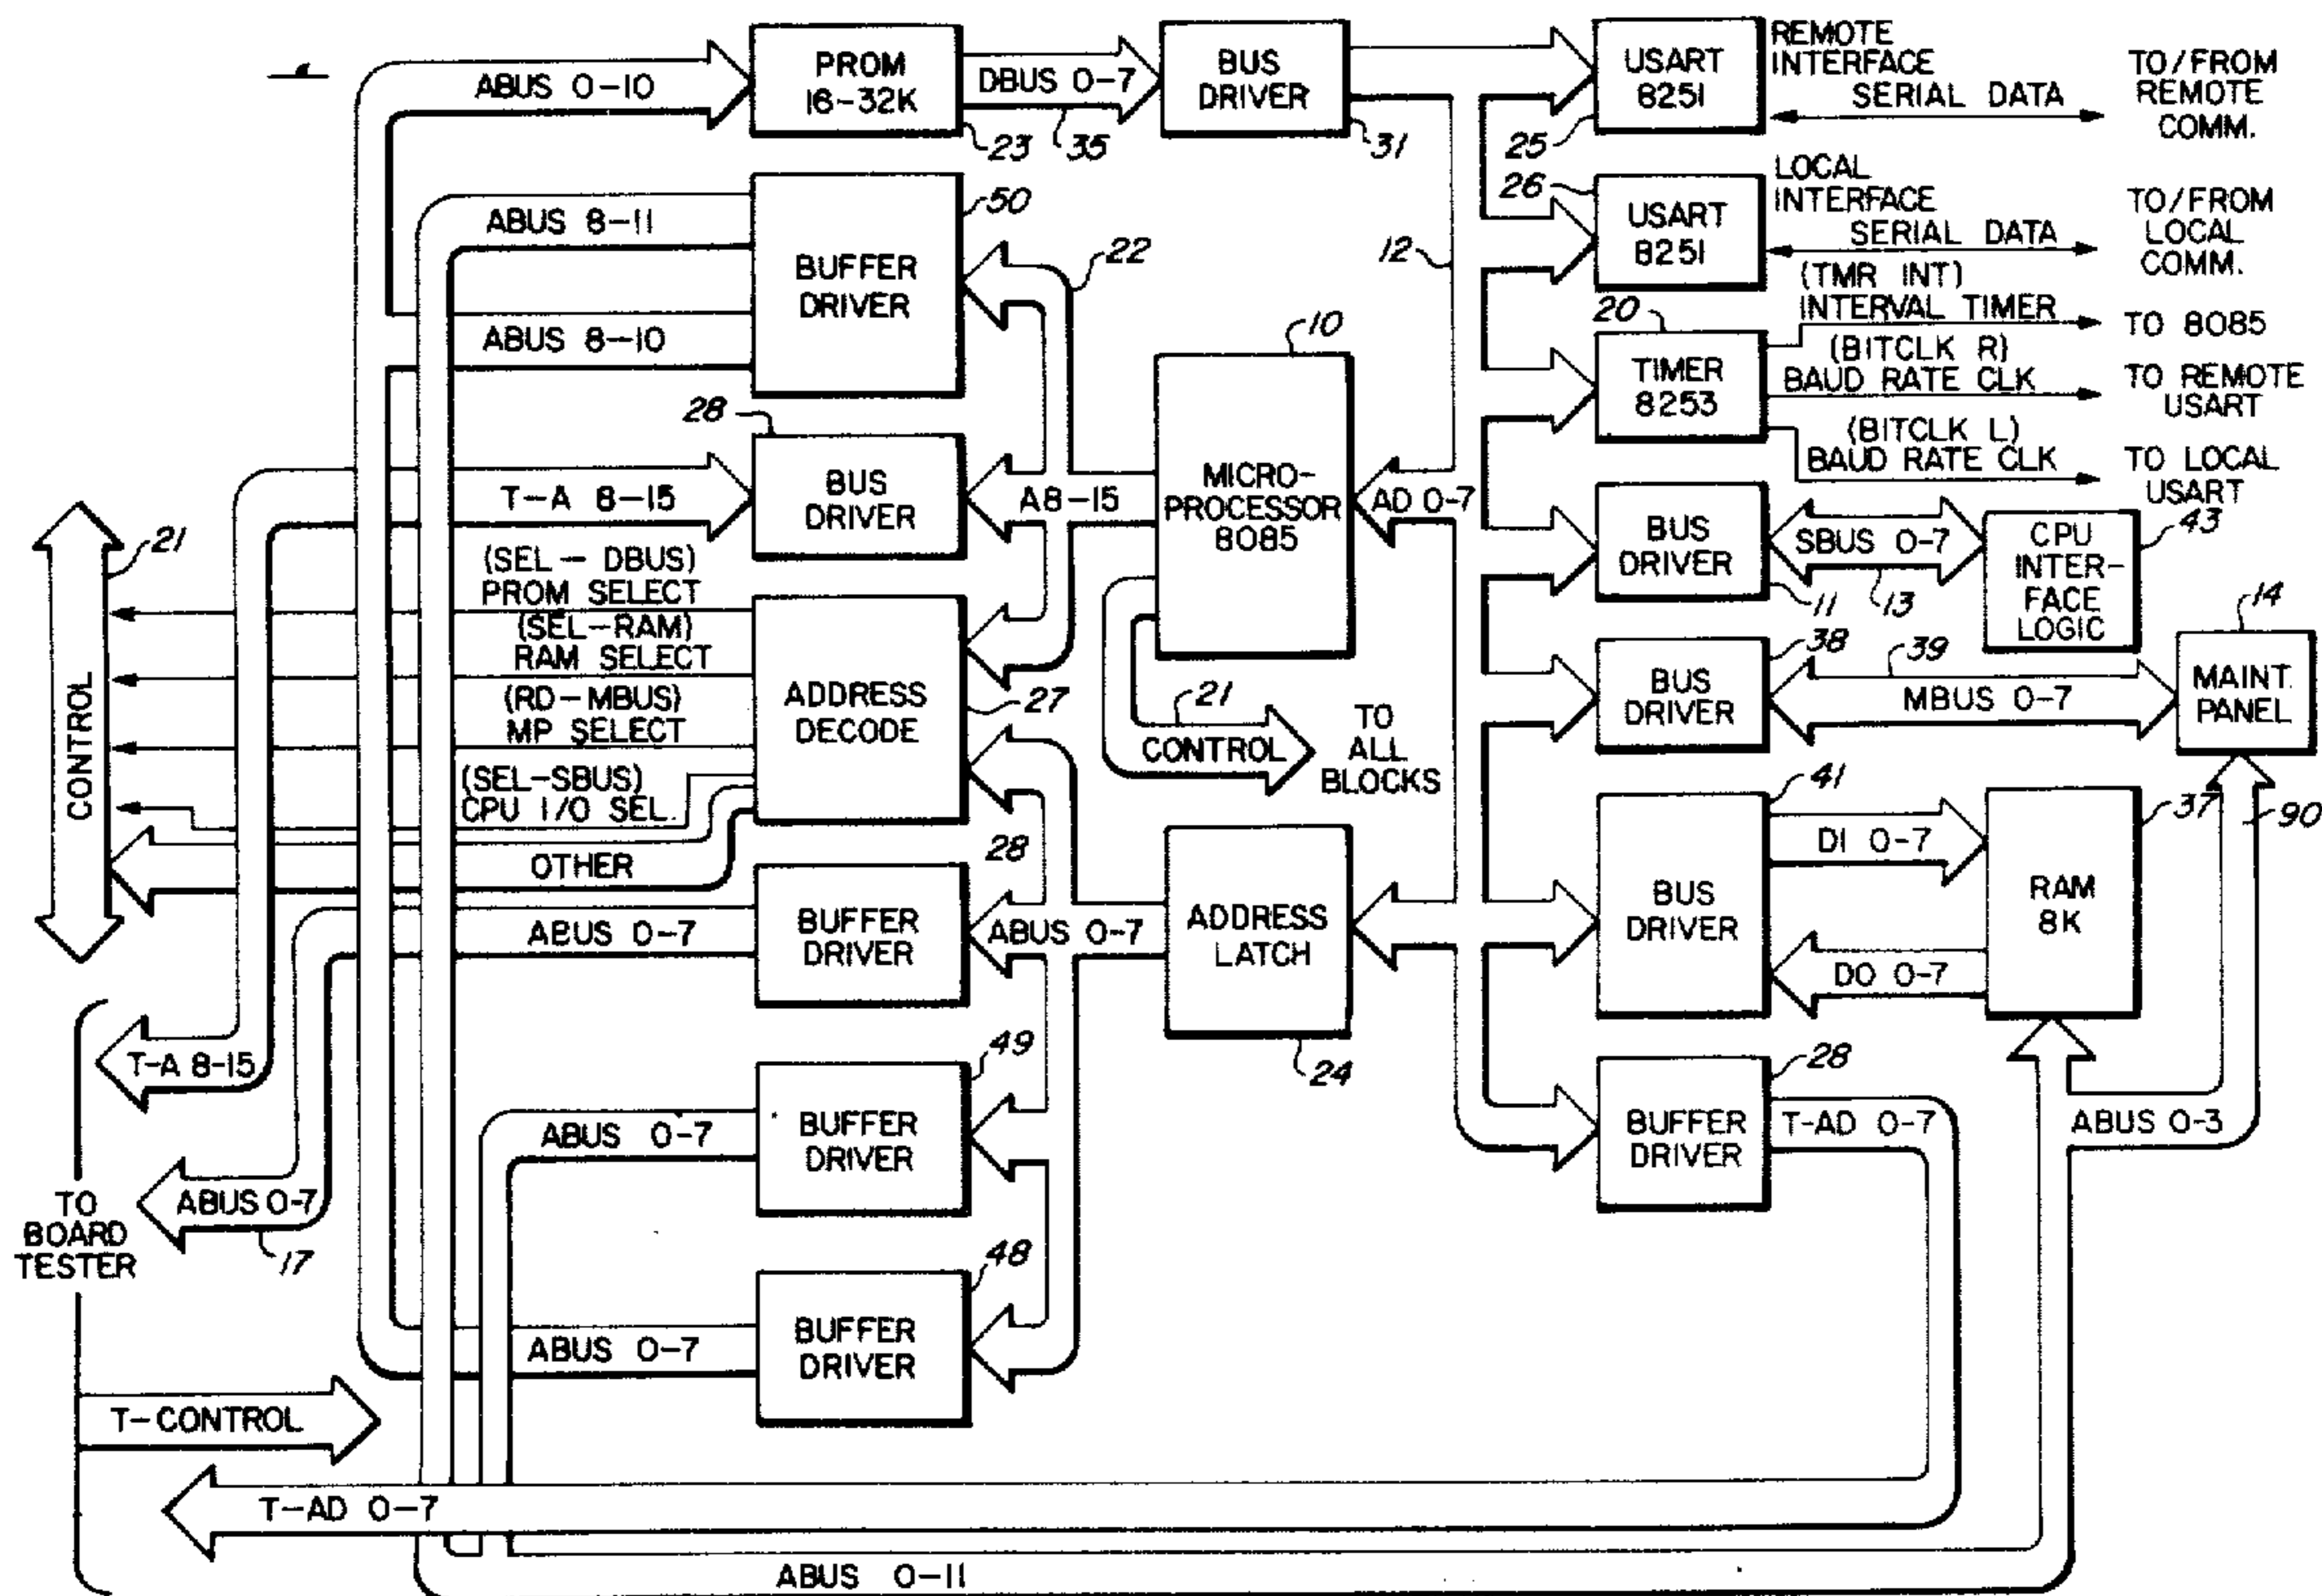 ABUS 0-10
PROM
16-32K
23
DBUS 0-7
35
BUS
DRIVER
31
USART
8251
25
REMOTE
INTERFACE
SERIAL DATA
TO/FROM
REMOTE
COMM.
ABUS 8-11
ABUS 8-10
BUFFER
DRIVER
50
22
12
26
USART
8251
LOCAL
INTERFACE
SERIAL DATA
TO/FROM
LOCAL
COMM.
20
TIMER
8253
(TMR INT)
INTERVAL TIMER
TO 8085
(BITCLK R)
BAUD RATE CLK
TO REMOTE
USART
(BITCLK L)
BAUD RATE CLK
TO LOCAL
USART
28
T-A 8-15
BUS
DRIVER
A8-15
10
MICRO-
PROCESSOR
8085
AD 0-7
BUS
DRIVER
11
SBUS 0-7
13
CPU
INTER-
FACE
LOGIC
43
21
CONTROL
(SEL-DBUS)
PROM SELECT
(SEL-RAM)
RAM SELECT
(RD-MBUS)
MP SELECT
(SEL-SBUS)
CPU I/O SEL.
OTHER
ADDRESS
DECODE
27
21
CONTROL
TO
ALL
BLOCKS
BUS
DRIVER
38
39
MBUS 0-7
14
MAINT.
PANEL
41
BUS
DRIVER
DI 0-7
DO 0-7
RAM
8K
37
90
28
ABUS 0-7
BUFFER
DRIVER
ABUS 0-7
ADDRESS
LATCH
24
T-A 8-15
49
ABUS 0-7
BUFFER
DRIVER
28
BUFFER
DRIVER
T-AD 0-7
ABUS 0-3
TO
BOARD
TESTER
ABUS 0-7
17
48
ABUS 0-7
BUFFER
DRIVER
T-CONTROL
T-AD 0-7
ABUS 0-11